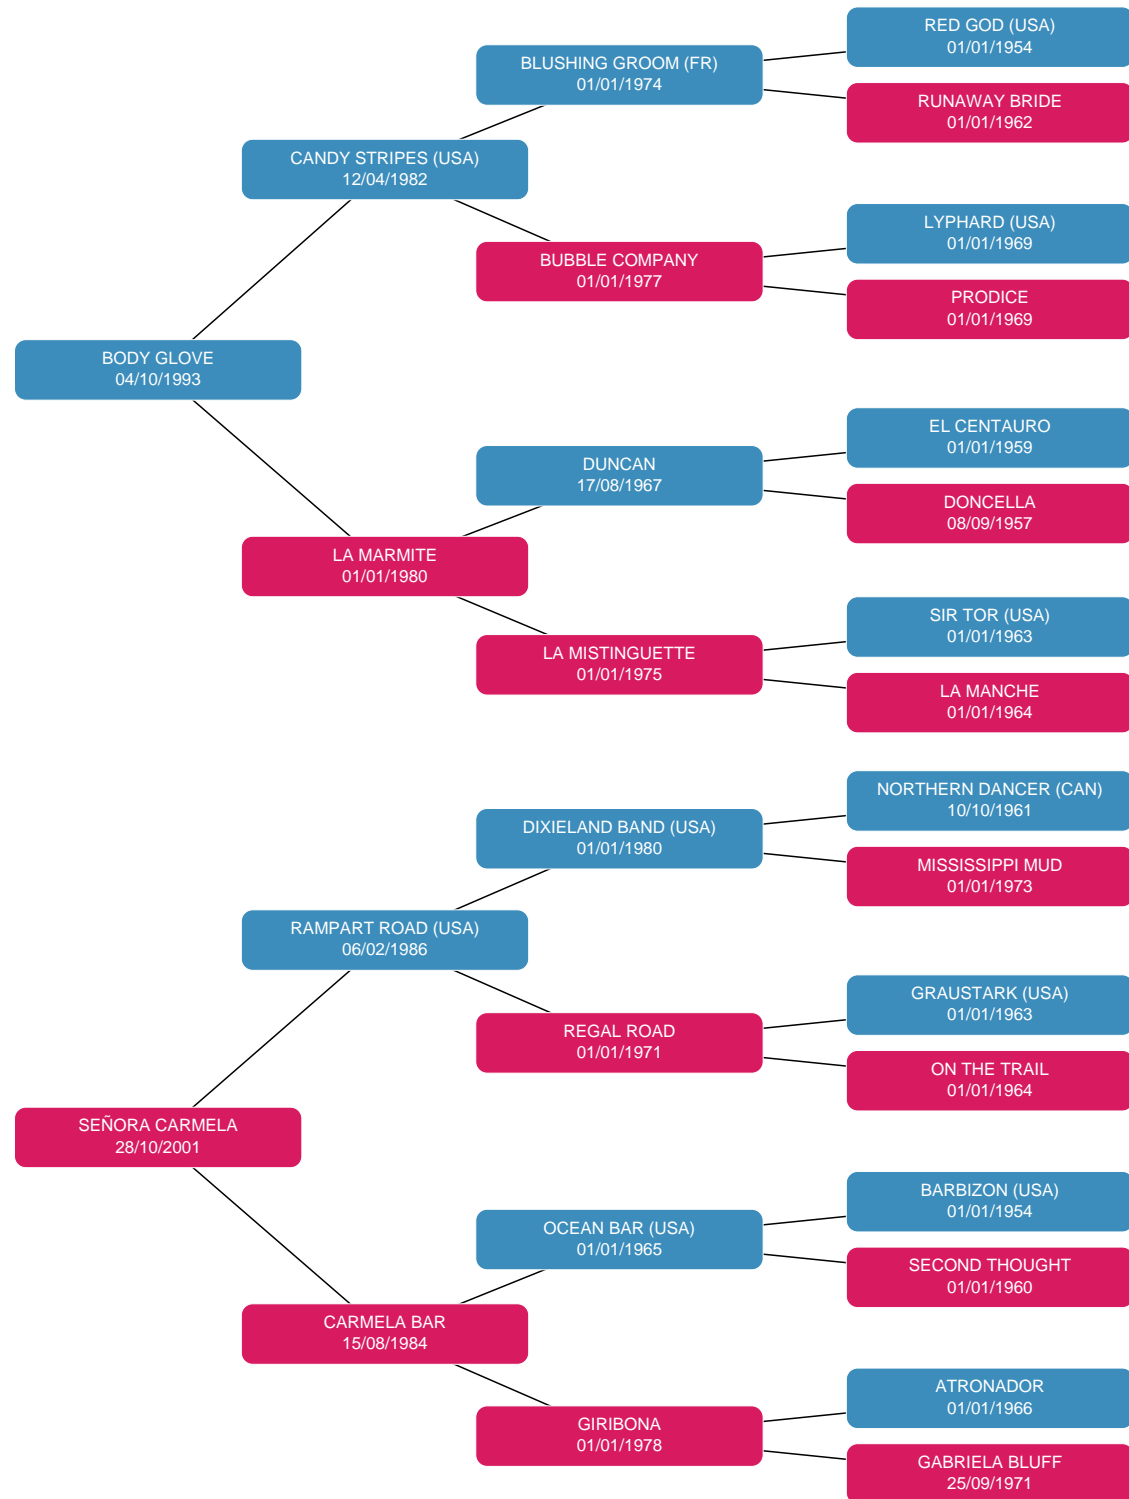 RED GOD (USA)
01/01/1954
BLUSHING GROOM (FR)
01/01/1974
RUNAWAY BRIDE
01/01/1962
CANDY STRIPES (USA)
12/04/1982
LYPHARD (USA)
01/01/1969
BUBBLE COMPANY
01/01/1977
PRODICE
01/01/1969
BODY GLOVE
04/10/1993
EL CENTAURO
01/01/1959
DUNCAN
17/08/1967
DONCELLA
08/09/1957
LA MARMITE
01/01/1980
SIR TOR (USA)
01/01/1963
LA MISTINGUETTE
01/01/1975
LA MANCHE
01/01/1964
NORTHERN DANCER (CAN)
10/10/1961
DIXIELAND BAND (USA)
01/01/1980
MISSISSIPPI MUD
01/01/1973
RAMPART ROAD (USA)
06/02/1986
GRAUSTARK (USA)
01/01/1963
REGAL ROAD
01/01/1971
ON THE TRAIL
01/01/1964
SEÑORA CARMELA
28/10/2001
BARBIZON (USA)
01/01/1954
OCEAN BAR (USA)
01/01/1965
SECOND THOUGHT
01/01/1960
CARMELA BAR
15/08/1984
ATRONADOR
01/01/1966
GIRIBONA
01/01/1978
GABRIELA BLUFF
25/09/1971